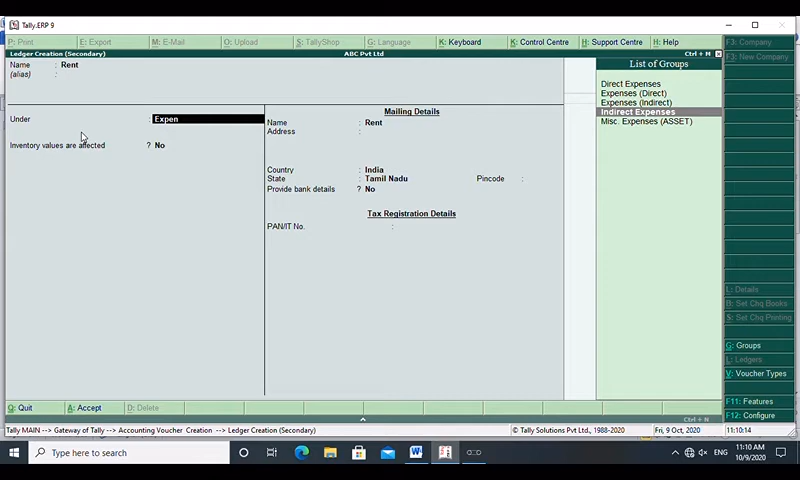 Tally.ERP 9
P: Print E: Export M: E-Mail O: Upload S: TallyShop G: Language K: Keyboard K: Control Centre H: Support Centre H: Help F3: Company
Ledger Creation (Secondary) ABC Pvt Ltd Ctrl + M
F3: New Company
Name : Rent
(alias) :
List of Groups
Direct Expenses
Expenses (Direct)
Expenses (Indirect)
Indirect Expenses
Misc. Expenses (ASSET)
Under : Expen
Inventory values are affected ? No
Mailing Details
Name : Rent
Address :
Country : India
State : Tamil Nadu Pincode :
Provide bank details ? No
Tax Registration Details
PAN/IT No. :
L: Details
B: Set Chq Books
S: Set Chq Printing
G: Groups
L: Ledgers
V: Voucher Types
F11: Features
F12: Configure
Q: Quit A: Accept D: Delete
Ctrl + N
Tally MAIN --> Gateway of Tally --> Accounting Voucher Creation --> Ledger Creation (Secondary) © Tally Solutions Pvt Ltd., 1988-2020 Fri, 9 Oct, 2020 11:10:14
Type here to search
ENG
11:10 AM
10/9/2020